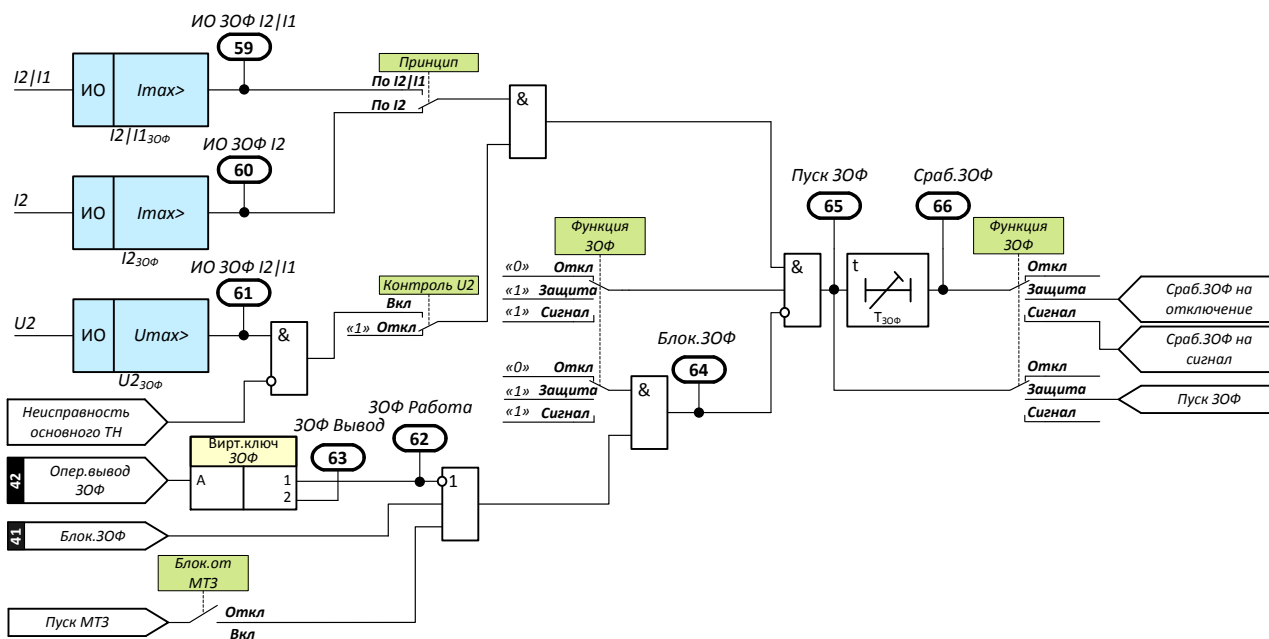 ИО ЗОФ I2|I1
59
I2|I1
ИО
Imax>
I2|I1ЗОФ
Принцип
По I2|I1
По I2
&
ИО ЗОФ I2
60
I2
ИО
Imax>
I2ЗОФ
ИО ЗОФ I2|I1
61
U2
ИО
Umax>
U2ЗОФ
&
Контроль U2
Вкл
«1» Откл
Неисправность
основного ТН
Функция
ЗОФ
«0» Откл
«1» Защита
«1» Сигнал
«0» Откл
«1» Защита
«1» Сигнал
&
Блок.ЗОФ
64
&
Пуск ЗОФ
65
Сраб.ЗОФ
66
t
TЗОФ
Функция
ЗОФ
Откл
Защита
Сигнал
Сраб.ЗОФ на
отключение
Сраб.ЗОФ на
сигнал
Откл
Защита
Сигнал
Пуск ЗОФ
42
Опер.вывод
ЗОФ
Вирт.ключ
ЗОФ
A
1
2
ЗОФ Вывод
63
ЗОФ Работа
62
1
41
Блок.ЗОФ
Блок.от
МТЗ
Пуск МТЗ
Откл
Вкл